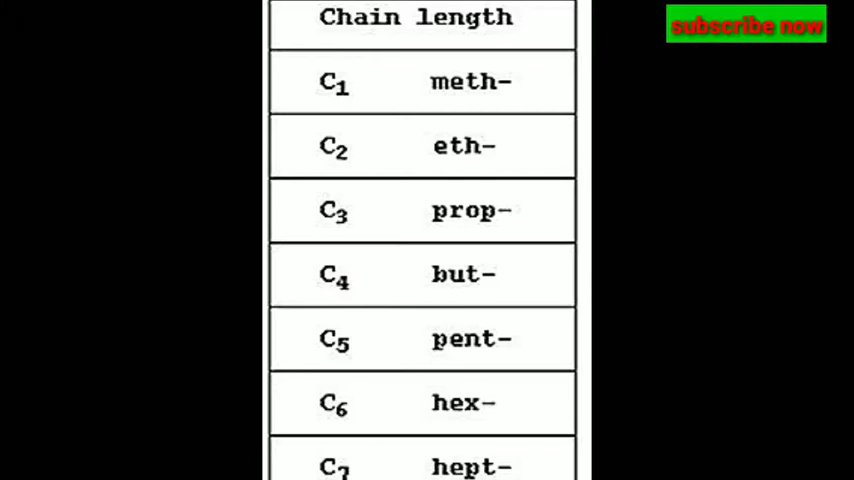 Chain length
subscribe now
C₁ meth-
C₂ eth-
C₃ prop-
C₄ but-
C₅ pent-
C₆ hex-
C₇ hept-